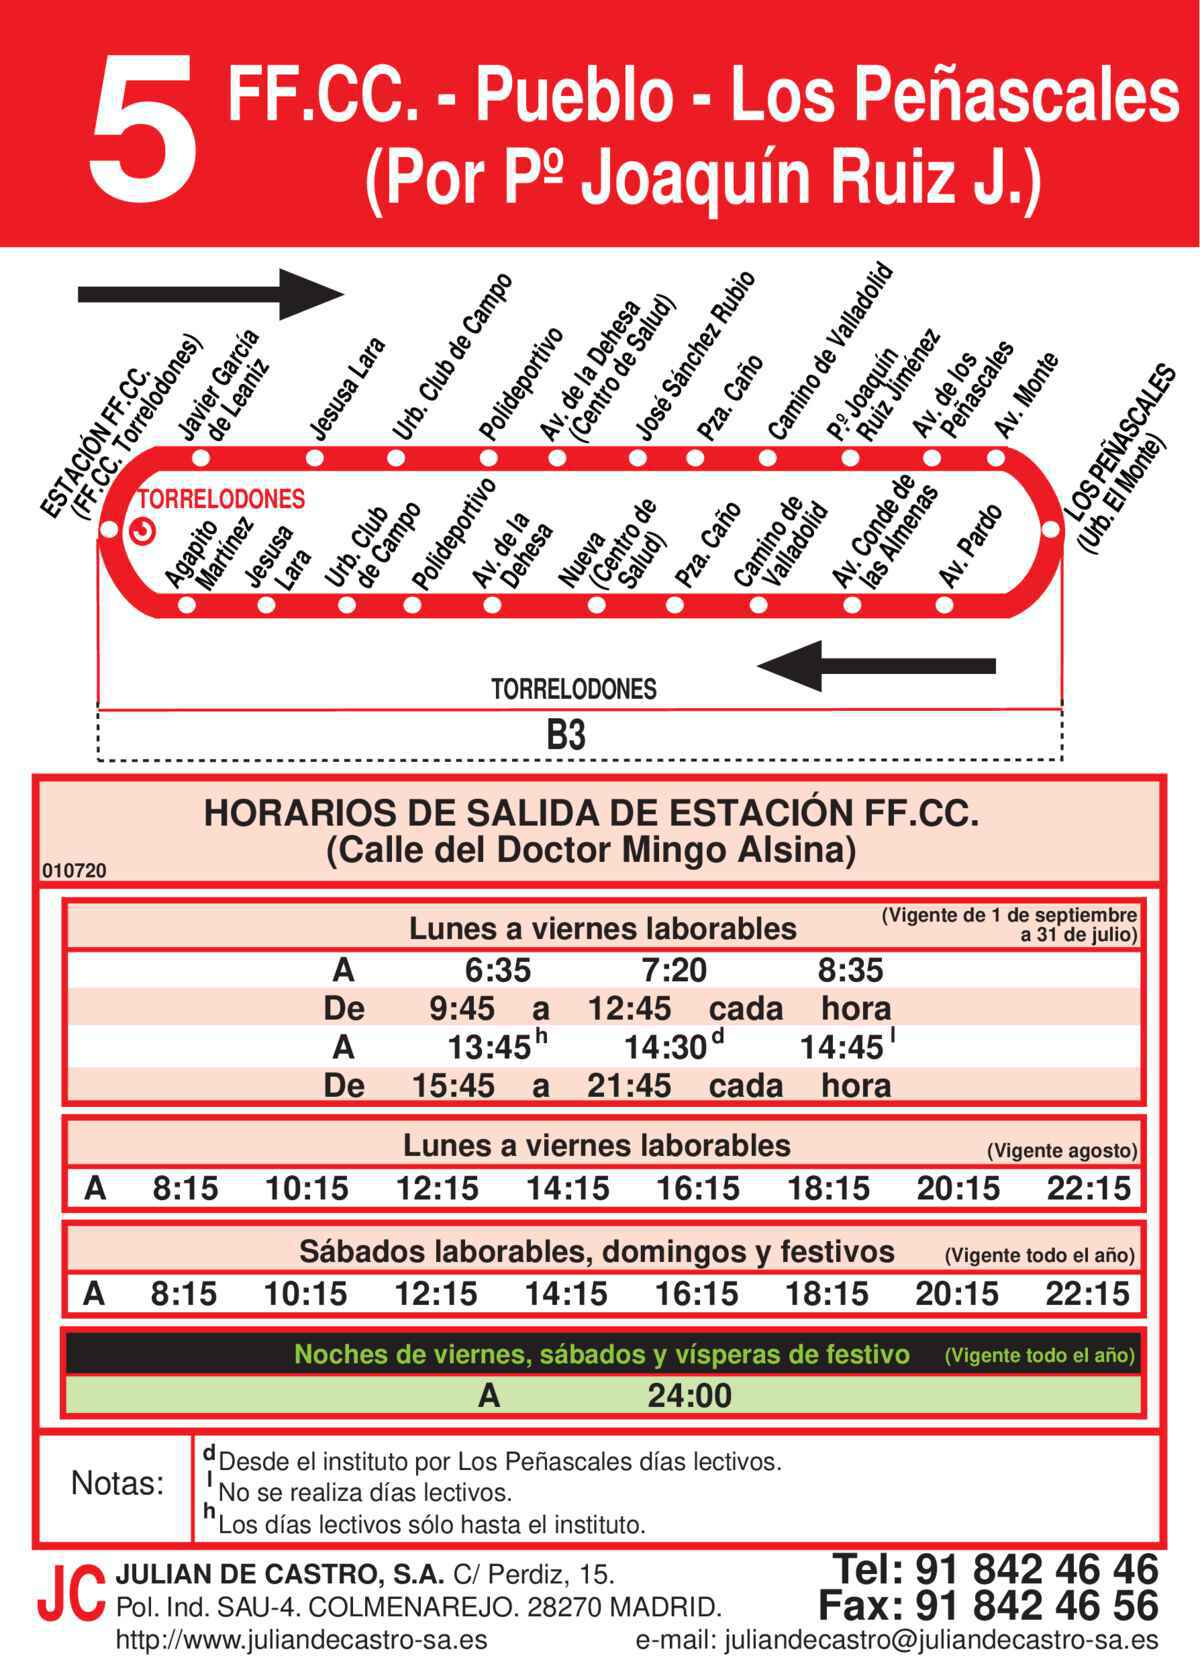 5
FF.CC. - Pueblo - Los Peñascales
(Por Pº Joaquín Ruiz J.)
ESTACIÓN FF.CC.
(FF.CC. Torrelodones)
Javier García
de Leaniz
Jesusa Lara
Urb. Club de Campo
Polideportivo
Av. de la Dehesa
(Centro de Salud)
José Sánchez Rubio
Pza. Caño
Camino de Valladolid
Pº. Joaquín
Ruiz Jiménez
Av. de los
Peñascales
Av. Monte
LOS PEÑASCALES
(Urb. El Monte)
TORRELODONES
Agapito
Martínez
Jesusa
Lara
Urb. Club
de Campo
Polideportivo
Av. de la
Dehesa
Nueva
(Centro de
Salud)
Pza. Caño
Camino de
Valladolid
Av. Conde de
las Almenas
Av. Pardo
TORRELODONES
B3
HORARIOS DE SALIDA DE ESTACIÓN FF.CC.
(Calle del Doctor Mingo Alsina)
010720
Lunes a viernes laborables (Vigente de 1 de septiembre
a 31 de julio)
A 6:35 7:20 8:35
De 9:45 a 12:45 cada hora
A 13:45 h 14:30 d 14:45 l
De 15:45 a 21:45 cada hora
Lunes a viernes laborables (Vigente agosto)
A 8:15 10:15 12:15 14:15 16:15 18:15 20:15 22:15
Sábados laborables, domingos y festivos (Vigente todo el año)
A 8:15 10:15 12:15 14:15 16:15 18:15 20:15 22:15
Noches de viernes, sábados y vísperas de festivo (Vigente todo el año)
A 24:00
Notas:
d Desde el instituto por Los Peñascales días lectivos.
l No se realiza días lectivos.
h Los días lectivos sólo hasta el instituto.
JC JULIAN DE CASTRO, S.A. C/ Perdiz, 15.
Pol. Ind. SAU-4. COLMENAREJO. 28270 MADRID.
http://www.juliandecastro-sa.es
Tel: 91 842 46 46
Fax: 91 842 46 56
e-mail: juliandecastro@juliandecastro-sa.es